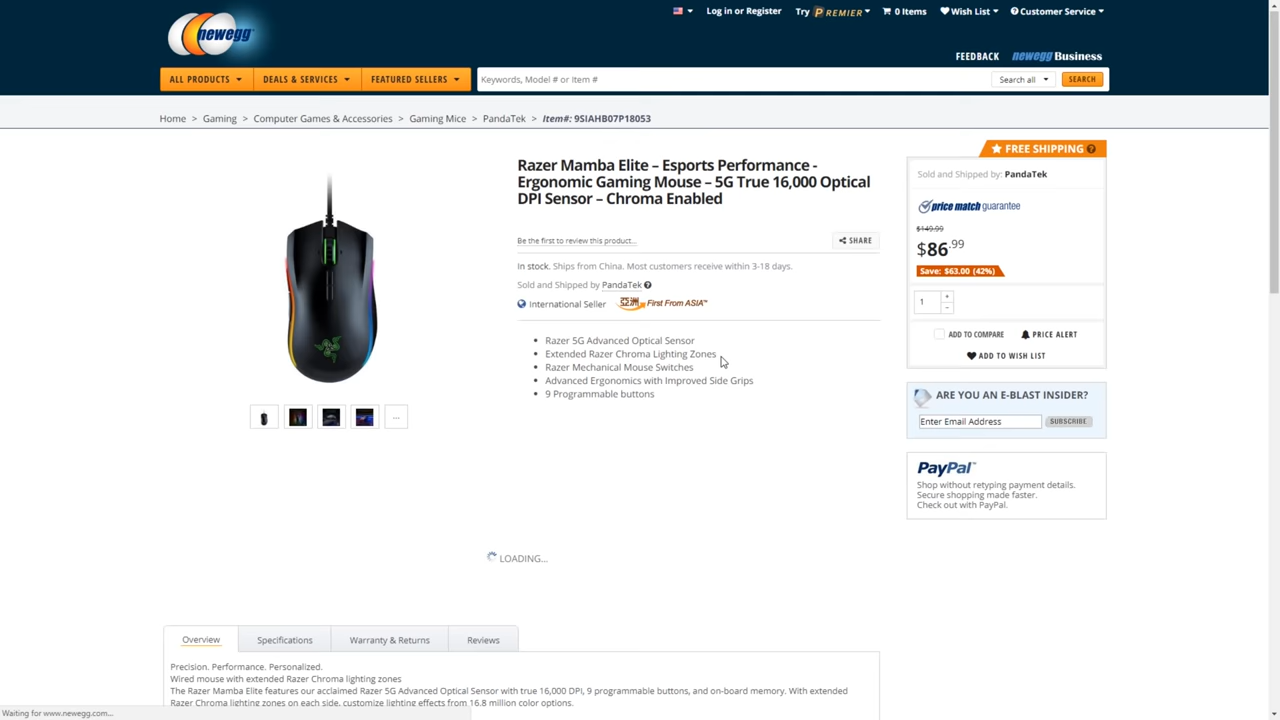 Log in or Register
Try PREMIER
0 Items
Wish List
Customer Service
newegg
FEEDBACK
newegg Business
ALL PRODUCTS
DEALS & SERVICES
FEATURED SELLERS
Keywords, Model # or Item #
Search all
SEARCH
Home > Gaming > Computer Games & Accessories > Gaming Mice > PandaTek > Item#: 9SIAHB07P18053
Razer Mamba Elite – Esports Performance -
Ergonomic Gaming Mouse – 5G True 16,000 Optical
DPI Sensor – Chroma Enabled
Be the first to review this product...
SHARE
In stock. Ships from China. Most customers receive within 3-18 days.
Sold and Shipped by PandaTek
International Seller
亞洲 First From ASIA™
• Razer 5G Advanced Optical Sensor
• Extended Razer Chroma Lighting Zones
• Razer Mechanical Mouse Switches
• Advanced Ergonomics with Improved Side Grips
• 9 Programmable buttons
...
FREE SHIPPING ?
Sold and Shipped by: PandaTek
price match guarantee
$149.99
$86.99
Save: $63.00 (42%)
1
+
-
ADD TO COMPARE
PRICE ALERT
ADD TO WISH LIST
ARE YOU AN E-BLAST INSIDER?
Enter Email Address
SUBSCRIBE
PayPal™
Shop without retyping payment details.
Secure shopping made faster.
Check out with PayPal.
LOADING...
Overview
Specifications
Warranty & Returns
Reviews
Precision. Performance. Personalized.
Wired mouse with extended Razer Chroma lighting zones
The Razer Mamba Elite features our acclaimed Razer 5G Advanced Optical Sensor with true 16,000 DPI, 9 programmable buttons, and on-board memory. With extended
Razer Chroma lighting zones on each side, customize lighting effects from 16.8 million color options.
Waiting for www.newegg.com...